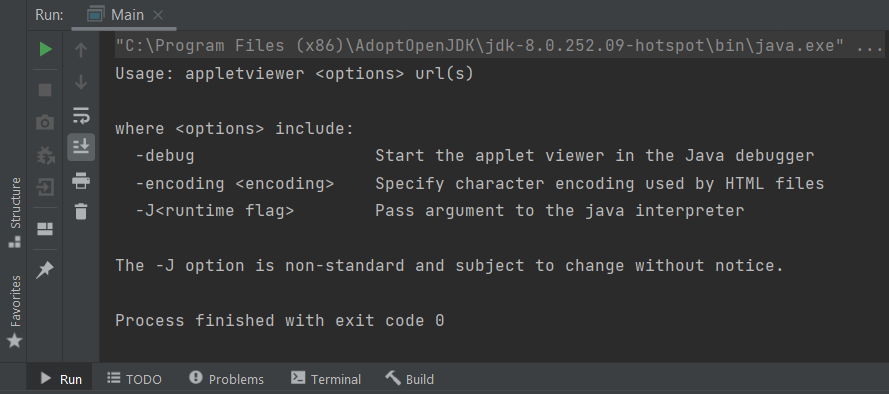 Run: Main
"C:\Program Files (x86)\AdoptOpenJDK\jdk-8.0.252.09-hotspot\bin\java.exe" ...
Usage: appletviewer <options> url(s)
where <options> include:
-debug Start the applet viewer in the Java debugger
-encoding <encoding> Specify character encoding used by HTML files
-J<runtime flag> Pass argument to the java interpreter
The -J option is non-standard and subject to change without notice.
Process finished with exit code 0
Structure
Favorites
Run TODO Problems Terminal Build